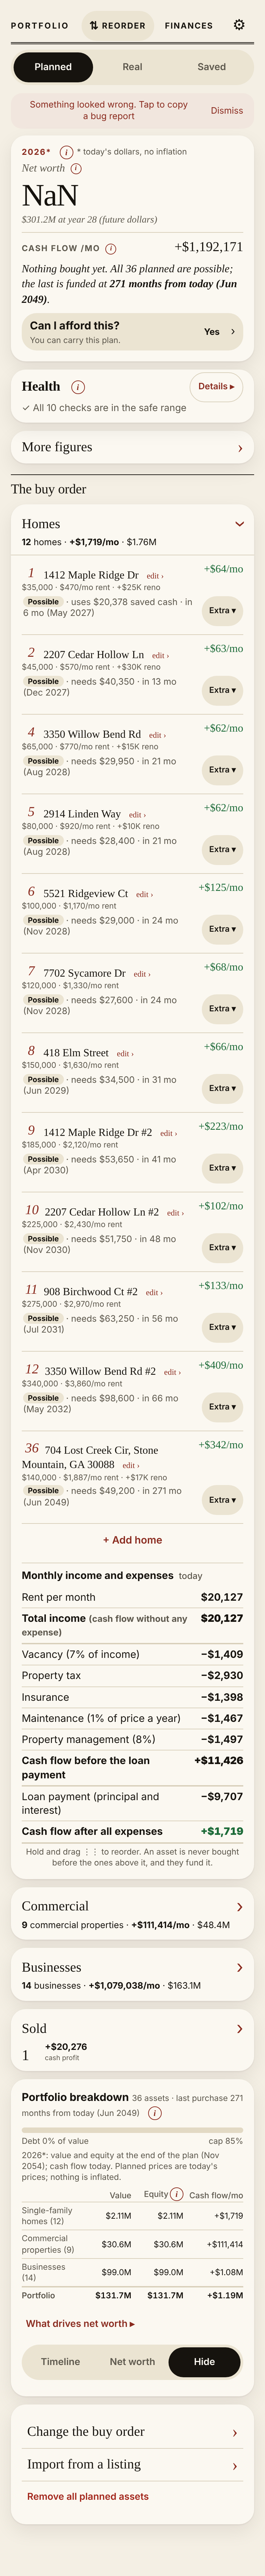 PORTFOLIO
⇅ REORDER
FINANCES
Planned
Real
Saved
Something looked wrong. Tap to copy
a bug report
Dismiss
2026* i * today's dollars, no inflation
Net worth i
NaN
$301.2M at year 28 (future dollars)
CASH FLOW /MO i +$1,192,171
Nothing bought yet. All 36 planned are possible;
the last is funded at 271 months from today (Jun
2049).
Can I afford this?
You can carry this plan.
Yes ›
Health i
Details ▸
✓ All 10 checks are in the safe range
More figures ›
The buy order
Homes
12 homes · +$1,719/mo · $1.76M
1 1412 Maple Ridge Dr edit › +$64/mo
$35,000 · $470/mo rent · +$25K reno
Possible · uses $20,378 saved cash · in
6 mo (May 2027)
Extra ▾
2 2207 Cedar Hollow Ln edit › +$63/mo
$45,000 · $570/mo rent · +$30K reno
Possible · needs $40,350 · in 13 mo
(Dec 2027)
Extra ▾
4 3350 Willow Bend Rd edit › +$62/mo
$65,000 · $770/mo rent · +$15K reno
Possible · needs $29,950 · in 21 mo
(Aug 2028)
Extra ▾
5 2914 Linden Way edit › +$62/mo
$80,000 · $920/mo rent · +$10K reno
Possible · needs $28,400 · in 21 mo
(Aug 2028)
Extra ▾
6 5521 Ridgeview Ct edit › +$125/mo
$100,000 · $1,170/mo rent
Possible · needs $29,000 · in 24 mo
(Nov 2028)
Extra ▾
7 7702 Sycamore Dr edit › +$68/mo
$120,000 · $1,330/mo rent
Possible · needs $27,600 · in 24 mo
(Nov 2028)
Extra ▾
8 418 Elm Street edit › +$66/mo
$150,000 · $1,630/mo rent
Possible · needs $34,500 · in 31 mo
(Jun 2029)
Extra ▾
9 1412 Maple Ridge Dr #2 edit › +$223/mo
$185,000 · $2,120/mo rent
Possible · needs $53,650 · in 41 mo
(Apr 2030)
Extra ▾
10 2207 Cedar Hollow Ln #2 edit › +$102/mo
$225,000 · $2,430/mo rent
Possible · needs $51,750 · in 48 mo
(Nov 2030)
Extra ▾
11 908 Birchwood Ct #2 edit › +$133/mo
$275,000 · $2,970/mo rent
Possible · needs $63,250 · in 56 mo
(Jul 2031)
Extra ▾
12 3350 Willow Bend Rd #2 edit › +$409/mo
$340,000 · $3,860/mo rent
Possible · needs $98,600 · in 66 mo
(May 2032)
Extra ▾
36 704 Lost Creek Cir, Stone +$342/mo
Mountain, GA 30088 edit ›
$140,000 · $1,887/mo rent · +$17K reno
Possible · needs $49,200 · in 271 mo
(Jun 2049)
Extra ▾
+ Add home
Monthly income and expenses today
Rent per month $20,127
Total income (cash flow without any $20,127
expense)
Vacancy (7% of income) −$1,409
Property tax −$2,930
Insurance −$1,398
Maintenance (1% of price a year) −$1,467
Property management (8%) −$1,497
Cash flow before the loan +$11,426
payment
Loan payment (principal and −$9,707
interest)
Cash flow after all expenses +$1,719
Hold and drag ⋮⋮ to reorder. An asset is never bought
before the ones above it, and they fund it.
Commercial ›
9 commercial properties · +$111,414/mo · $48.4M
Businesses ›
14 businesses · +$1,079,038/mo · $163.1M
Sold ›
1 +$20,276
cash profit
Portfolio breakdown 36 assets · last purchase 271
months from today (Jun 2049) i
Debt 0% of value cap 85%
2026*: value and equity at the end of the plan (Nov
2054); cash flow today. Planned prices are today's
prices; nothing is inflated.
Value Equity i Cash flow/mo
Single-family
homes (12) $2.11M $2.11M +$1,719
Commercial
properties (9) $30.6M $30.6M +$111,414
Businesses
(14) $99.0M $99.0M +$1.08M
Portfolio $131.7M $131.7M +$1.19M
What drives net worth ▸
Timeline
Net worth
Hide
Change the buy order ›
Import from a listing ›
Remove all planned assets